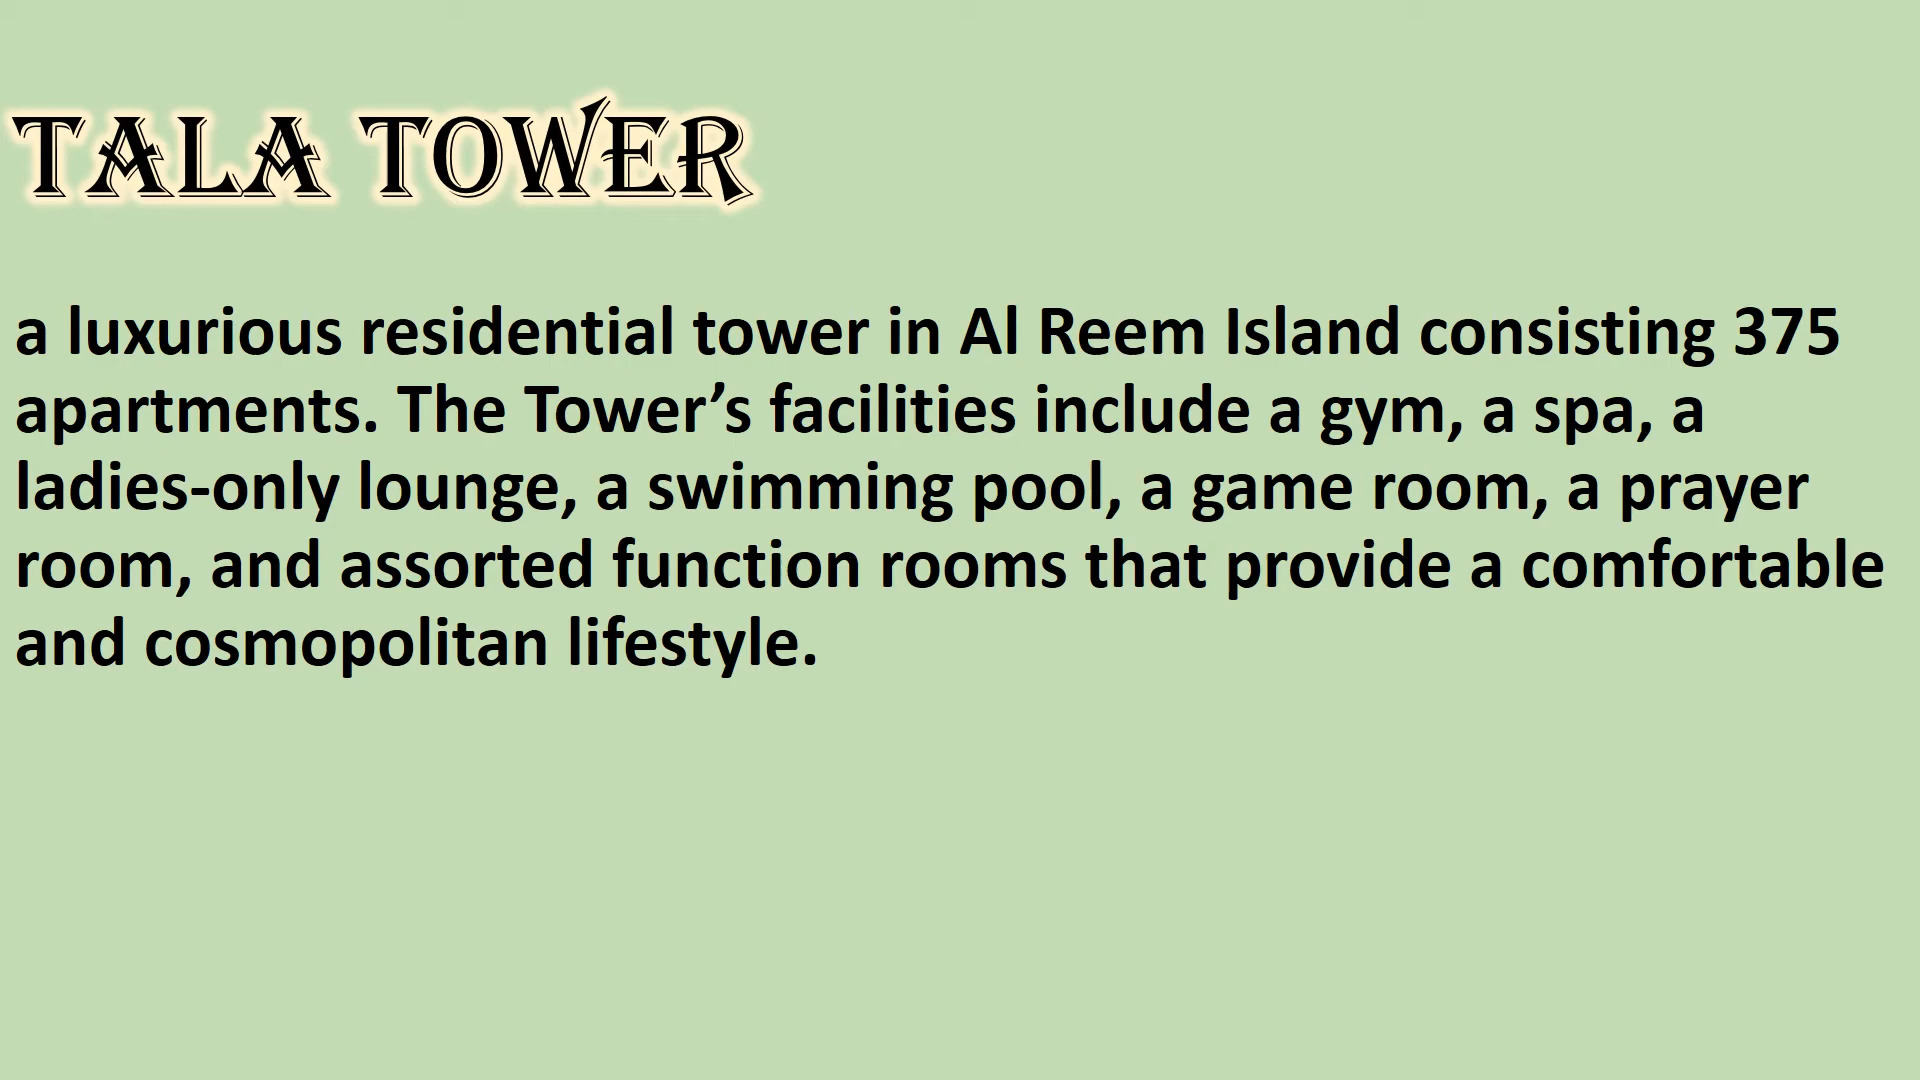 TALA TOWER
a luxurious residential tower in Al Reem Island consisting 375
apartments. The Tower’s facilities include a gym, a spa, a
ladies-only lounge, a swimming pool, a game room, a prayer
room, and assorted function rooms that provide a comfortable
and cosmopolitan lifestyle.